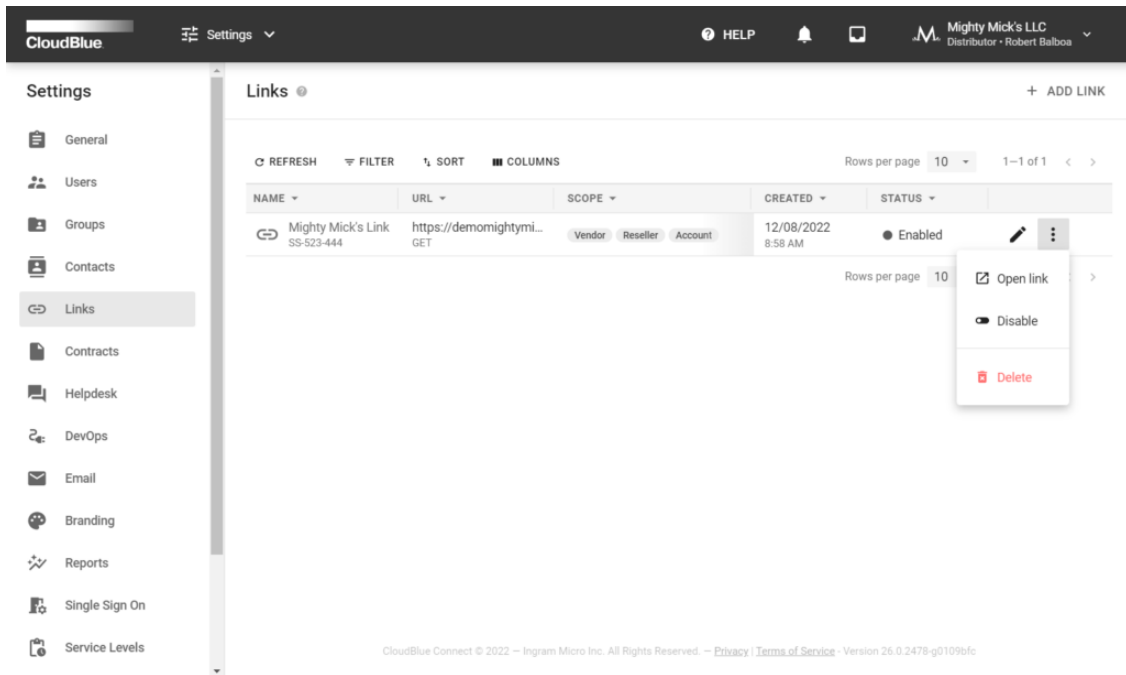 CloudBlue
Settings
HELP
Mighty Mick's LLC
Distributor • Robert Balboa
Settings
General
Users
Groups
Contacts
Links
Contracts
Helpdesk
DevOps
Email
Branding
Reports
Single Sign On
Service Levels
Links
+ ADD LINK
REFRESH FILTER SORT COLUMNS
Rows per page 10 1–1 of 1
NAME URL SCOPE CREATED STATUS
Mighty Mick's Link https://demomightymi... Vendor Reseller Account 12/08/2022 Enabled
SS-523-444 GET 8:58 AM
Rows per page 10
Open link
Disable
Delete
CloudBlue Connect © 2022 – Ingram Micro Inc. All Rights Reserved. – Privacy | Terms of Service - Version 26.0.2478-g0109bfc